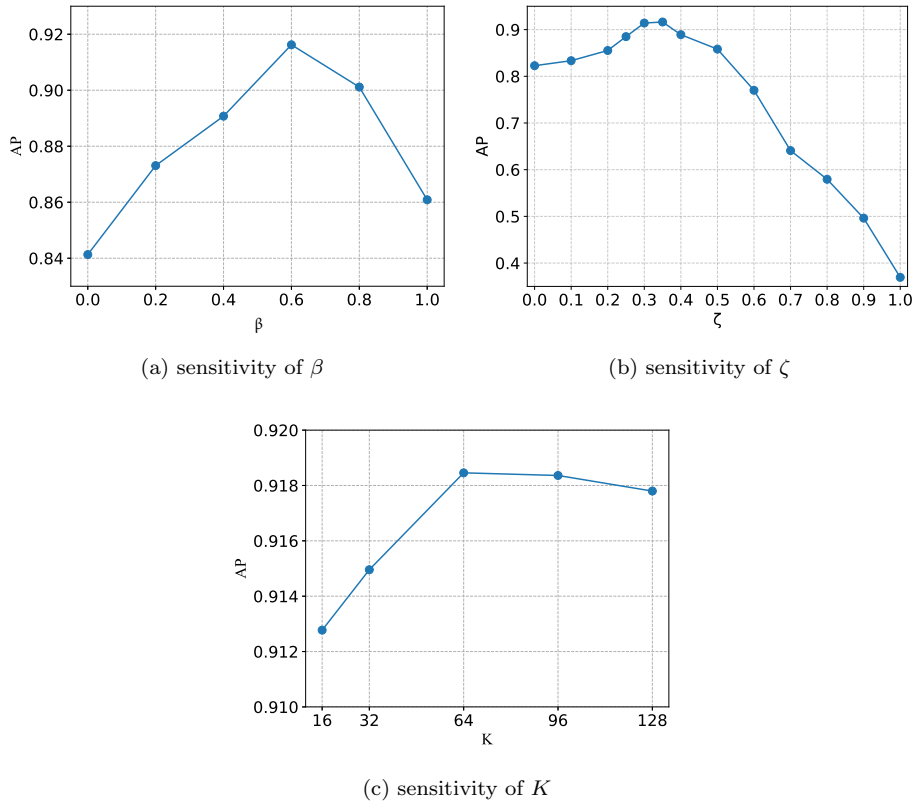 0.92
0.90
0.88
0.86
0.84
AP
0.0 0.2 0.4 0.6 0.8 1.0
β
(a) sensitivity of β
0.9
0.8
0.7
0.6
0.5
0.4
AP
0.0 0.1 0.2 0.3 0.4 0.5 0.6 0.7 0.8 0.9 1.0
ζ
(b) sensitivity of ζ
0.920
0.918
0.916
0.914
0.912
0.910
AP
16 32 64 96 128
K
(c) sensitivity of K